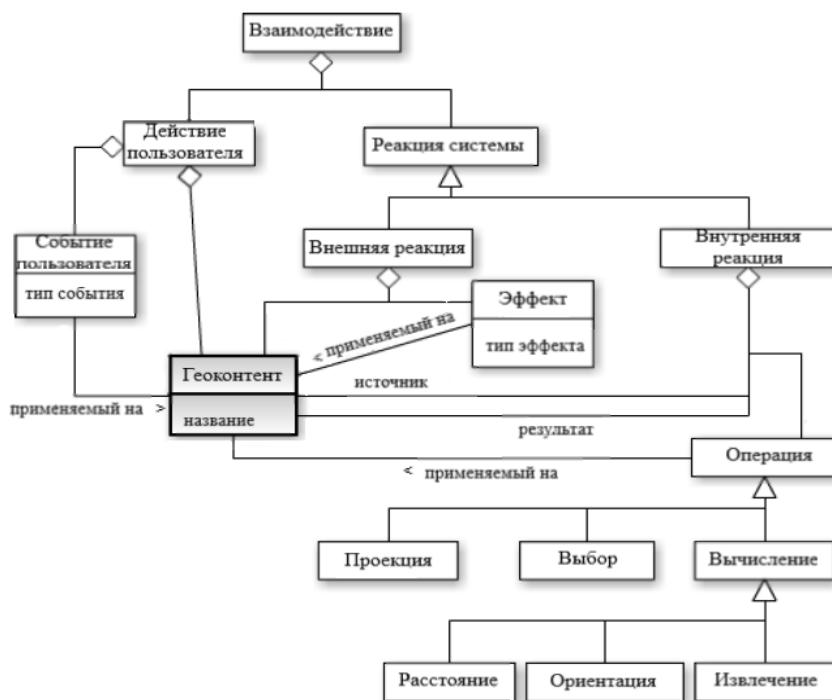 Взаимодействие
Действие
пользователя
Реакция системы
Событие
пользователя
тип события
Внешняя реакция
Внутренняя
реакция
Эффект
тип эффекта
< применяемый на
Геоконтент
название
источник
применяемый на >
результат
Операция
< применяемый на
Проекция
Выбор
Вычисление
Расстояние
Ориентация
Извлечение